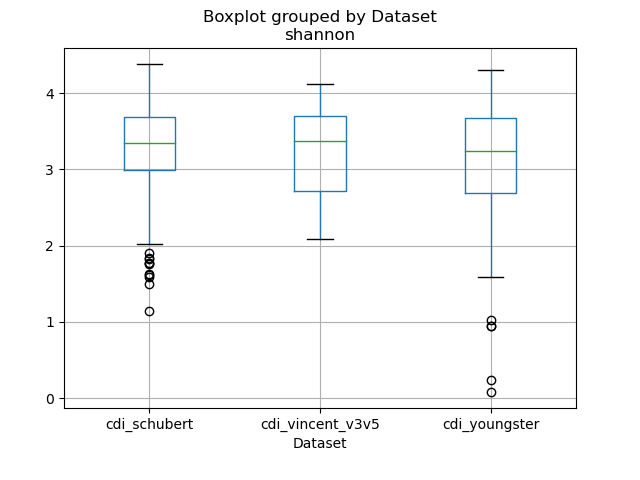 Boxplot grouped by Dataset
shannon
4
3
2
1
0
cdi_schubert
cdi_vincent_v3v5
cdi_youngster
Dataset